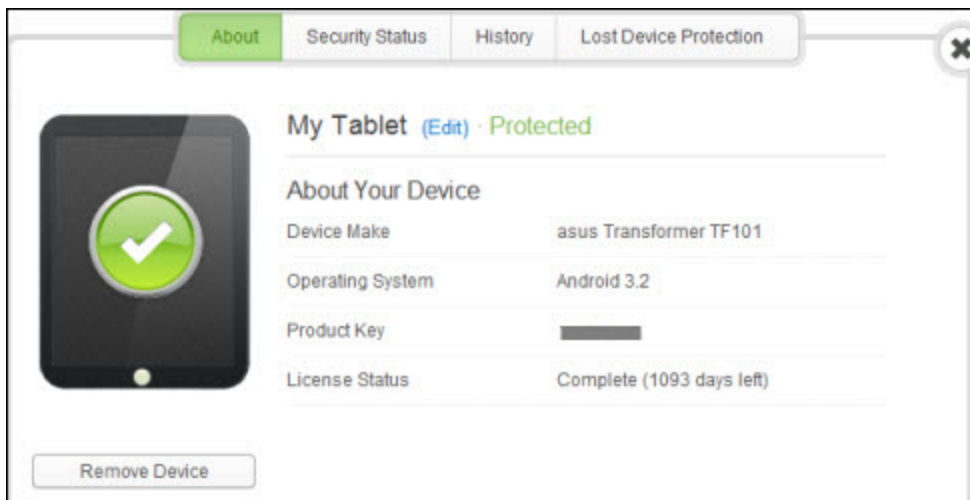 About Security Status History Lost Device Protection
My Tablet (Edit) · Protected
About Your Device
Device Make asus Transformer TF101
Operating System Android 3.2
Product Key
License Status Complete (1093 days left)
Remove Device